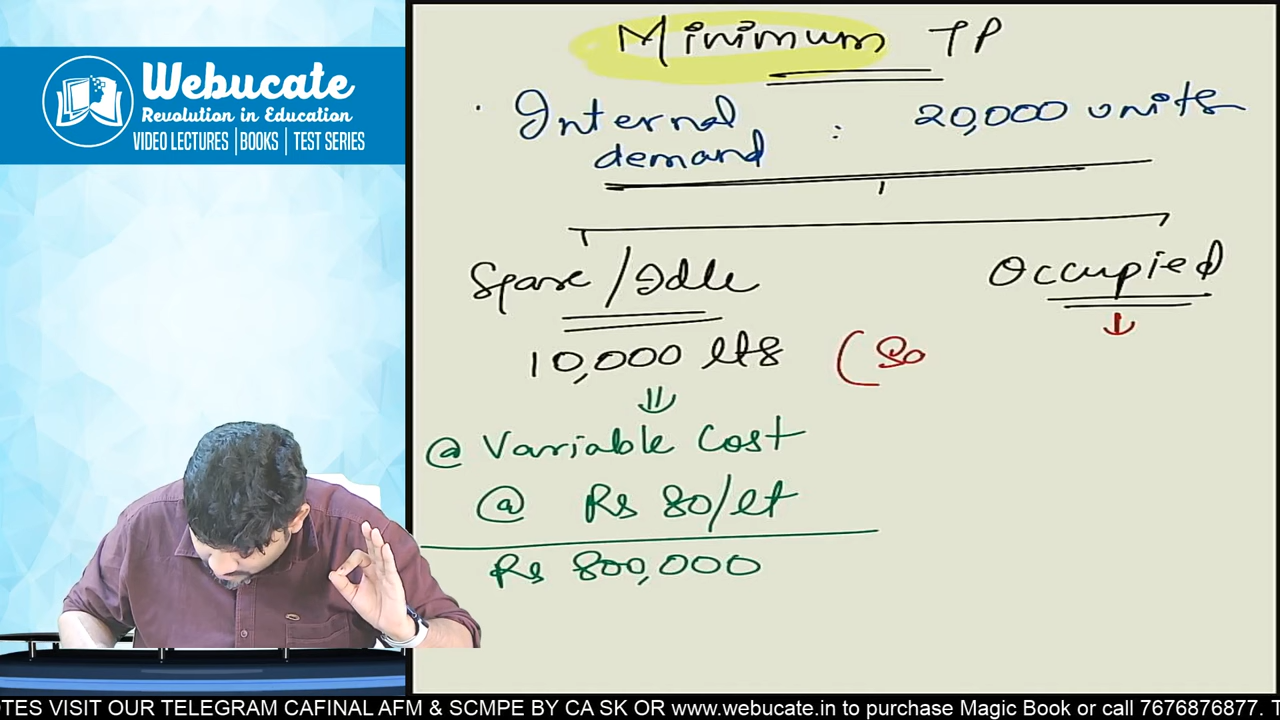 Webucate
Revolution in Education
VIDEO LECTURES | BOOKS | TEST SERIES
Minimum TP
Internal demand : 20,000 units
Spare/Idle
Occupied
10,000 lts (80
@ Variable Cost
@ Rs 80/lt
Rs 800,000
OTES VISIT OUR TELEGRAM CAFINAL AFM & SCMPE BY CA SK OR www.webucate.in to purchase Magic Book or call 7676876877. T